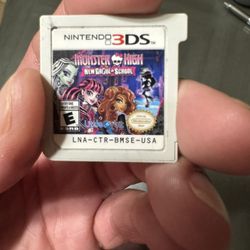 NINTENDO 3DS
MONSTER HIGH
NEW GHOUL IN SCHOOL
E
LNA-CTR-BMSE-USA